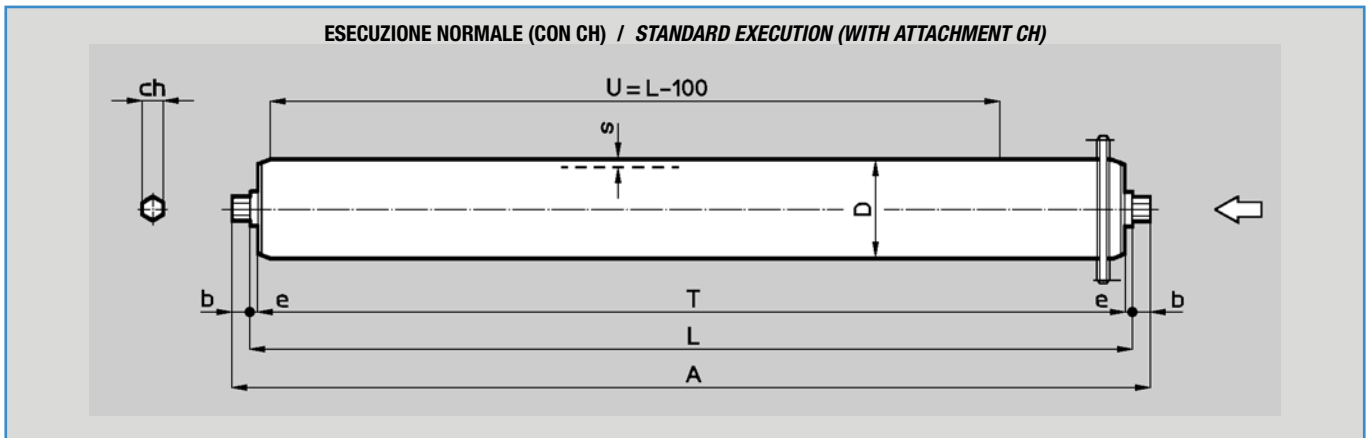 ESECUZIONE NORMALE (CON CH) / STANDARD EXECUTION (WITH ATTACHMENT CH)
ch
U = L-100
s
D
b
e
T
e
b
L
A